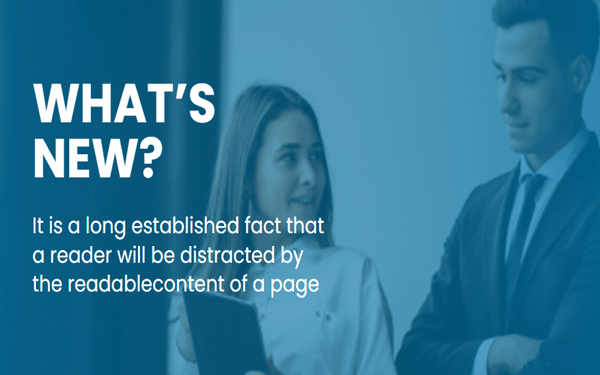 WHAT'S
NEW?
It is a long established fact that
a reader will be distracted by
the readablecontent of a page